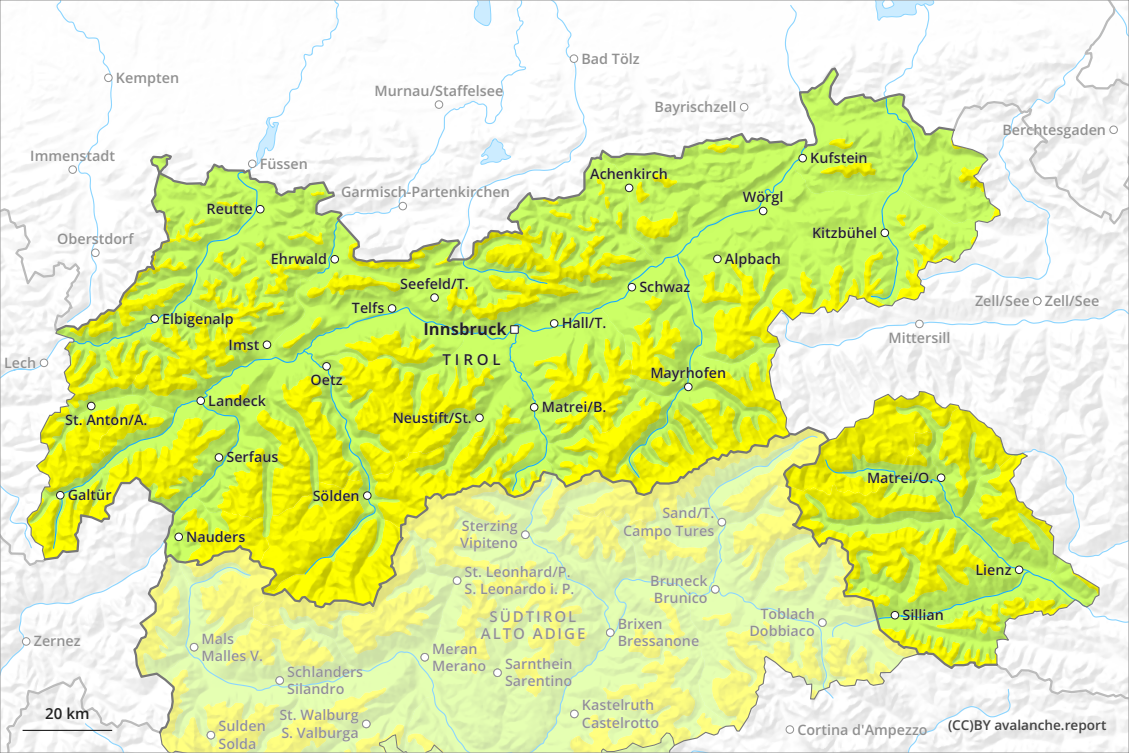 Kempten
Bad Tölz
Murnau/Staffelsee
Bayrischzell
Berchtesgaden
Immenstadt
Füssen
Kufstein
Achenkirch
Garmisch-Partenkirchen
Wörgl
Reutte
Kitzbühel
Oberstdorf
Ehrwald
Alpbach
Seefeld/T.
Schwaz
Zell/See
Zell/See
Telfs
Elbigenalp
Innsbruck
Hall/T.
Mittersill
Imst
TIROL
Lech
Oetz
Mayrhofen
Landeck
Matrei/B.
St. Anton/A.
Neustift/St.
Serfaus
Matrei/O.
Galtür
Sölden
Sand/T.
Campo Tures
Sterzing
Vipiteno
Nauders
Lienz
St. Leonhard/P.
S. Leonardo i. P.
Bruneck
Brunico
SÜDTIROL
ALTO ADIGE
Toblach
Dobbiaco
Sillian
Brixen
Bressanone
Zernez
Mals
Malles V.
Meran
Merano
Sarnthein
Sarentino
Schlanders
Silandro
Kastelruth
Castelrotto
20 km
St. Walburg
S. Valburga
Sulden
Solda
Cortina d'Ampezzo
(CC)BY avalanche.report